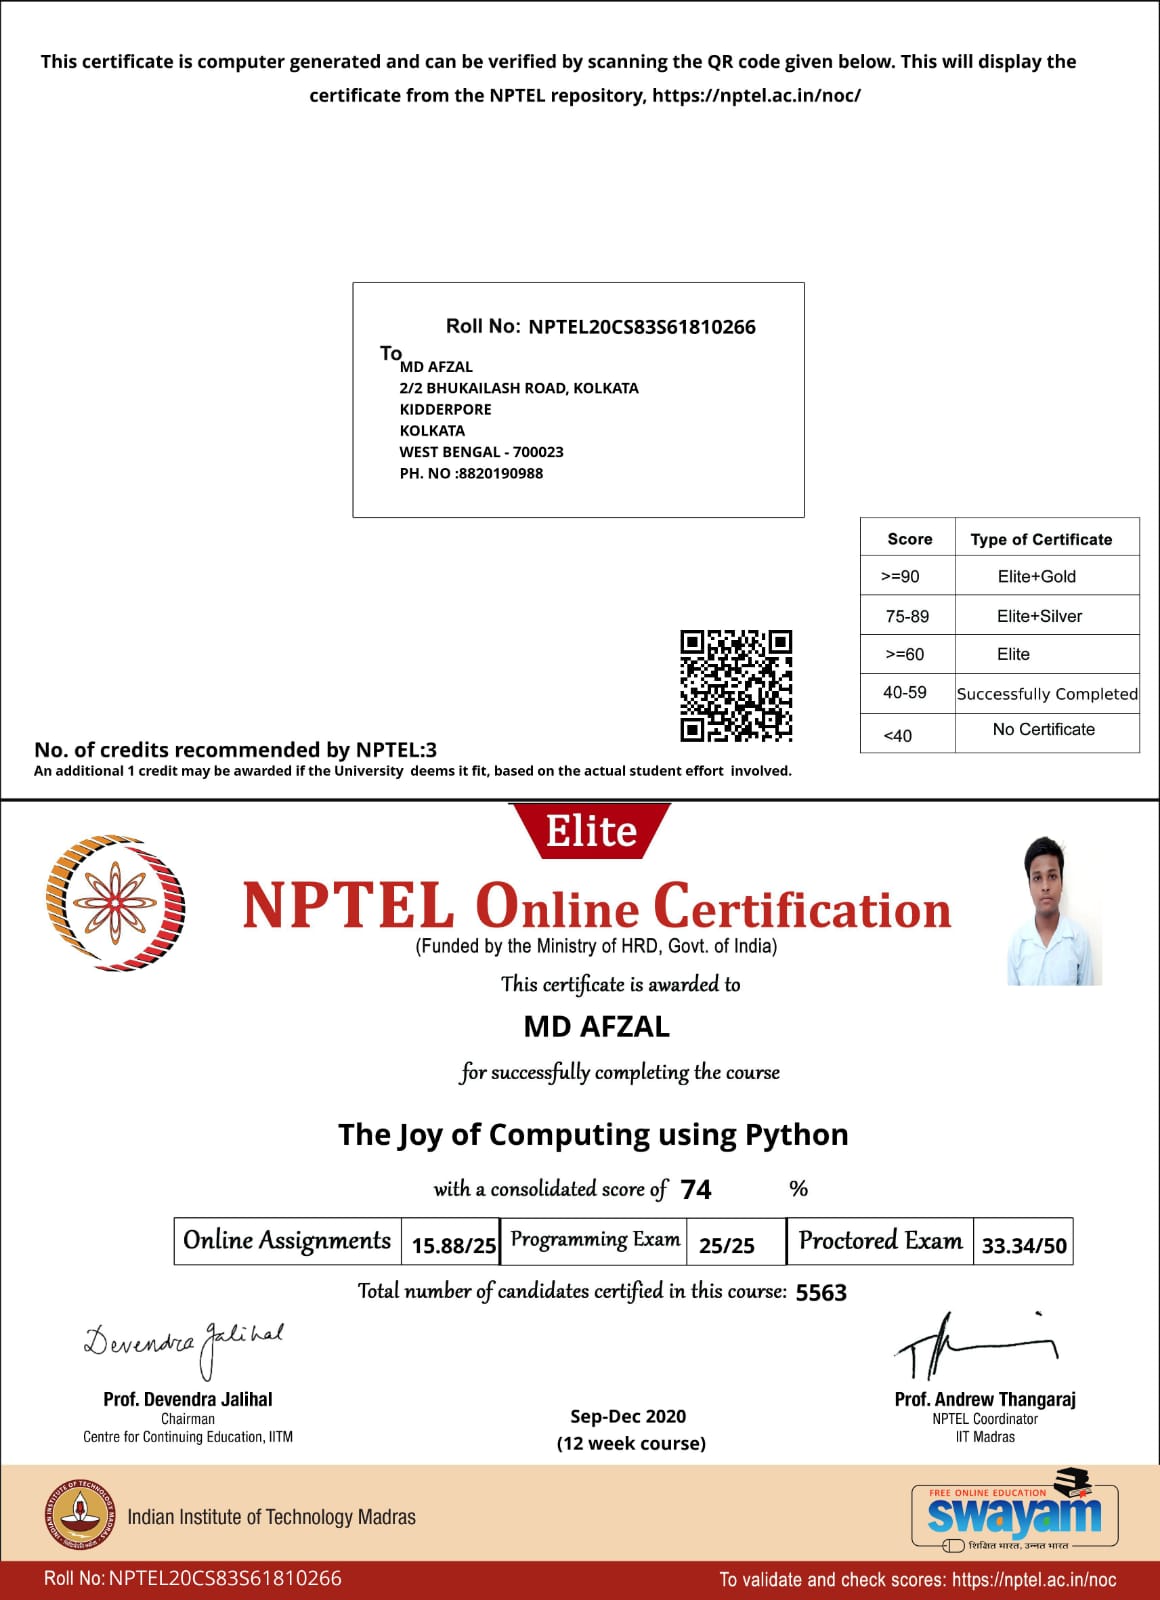 This certificate is computer generated and can be verified by scanning the QR code given below. This will display the
certificate from the NPTEL repository, https://nptel.ac.in/noc/
Roll No: NPTEL20CS83S61810266
To
MD AFZAL
2/2 BHUKAILASH ROAD, KOLKATA
KIDDERPORE
KOLKATA
WEST BENGAL - 700023
PH. NO :8820190988
Score Type of Certificate
>=90 Elite+Gold
75-89 Elite+Silver
>=60 Elite
40-59 Successfully Completed
<40 No Certificate
No. of credits recommended by NPTEL:3
An additional 1 credit may be awarded if the University deems it fit, based on the actual student effort involved.
Elite
NPTEL Online Certification
(Funded by the Ministry of HRD, Govt. of India)
This certificate is awarded to
MD AFZAL
for successfully completing the course
The Joy of Computing using Python
with a consolidated score of 74 %
Online Assignments 15.88/25 Programming Exam 25/25 Proctored Exam 33.34/50
Total number of candidates certified in this course: 5563
Devendra Jalihal
Prof. Devendra Jalihal
Chairman
Centre for Continuing Education, IITM
Sep-Dec 2020
(12 week course)
Prof. Andrew Thangaraj
NPTEL Coordinator
IIT Madras
INDIAN INSTITUTE OF TECHNOLOGY MADRAS
Indian Institute of Technology Madras
FREE ONLINE EDUCATION
swayam
शिक्षित भारत, उन्नत भारत
Roll No: NPTEL20CS83S61810266
To validate and check scores: https://nptel.ac.in/noc